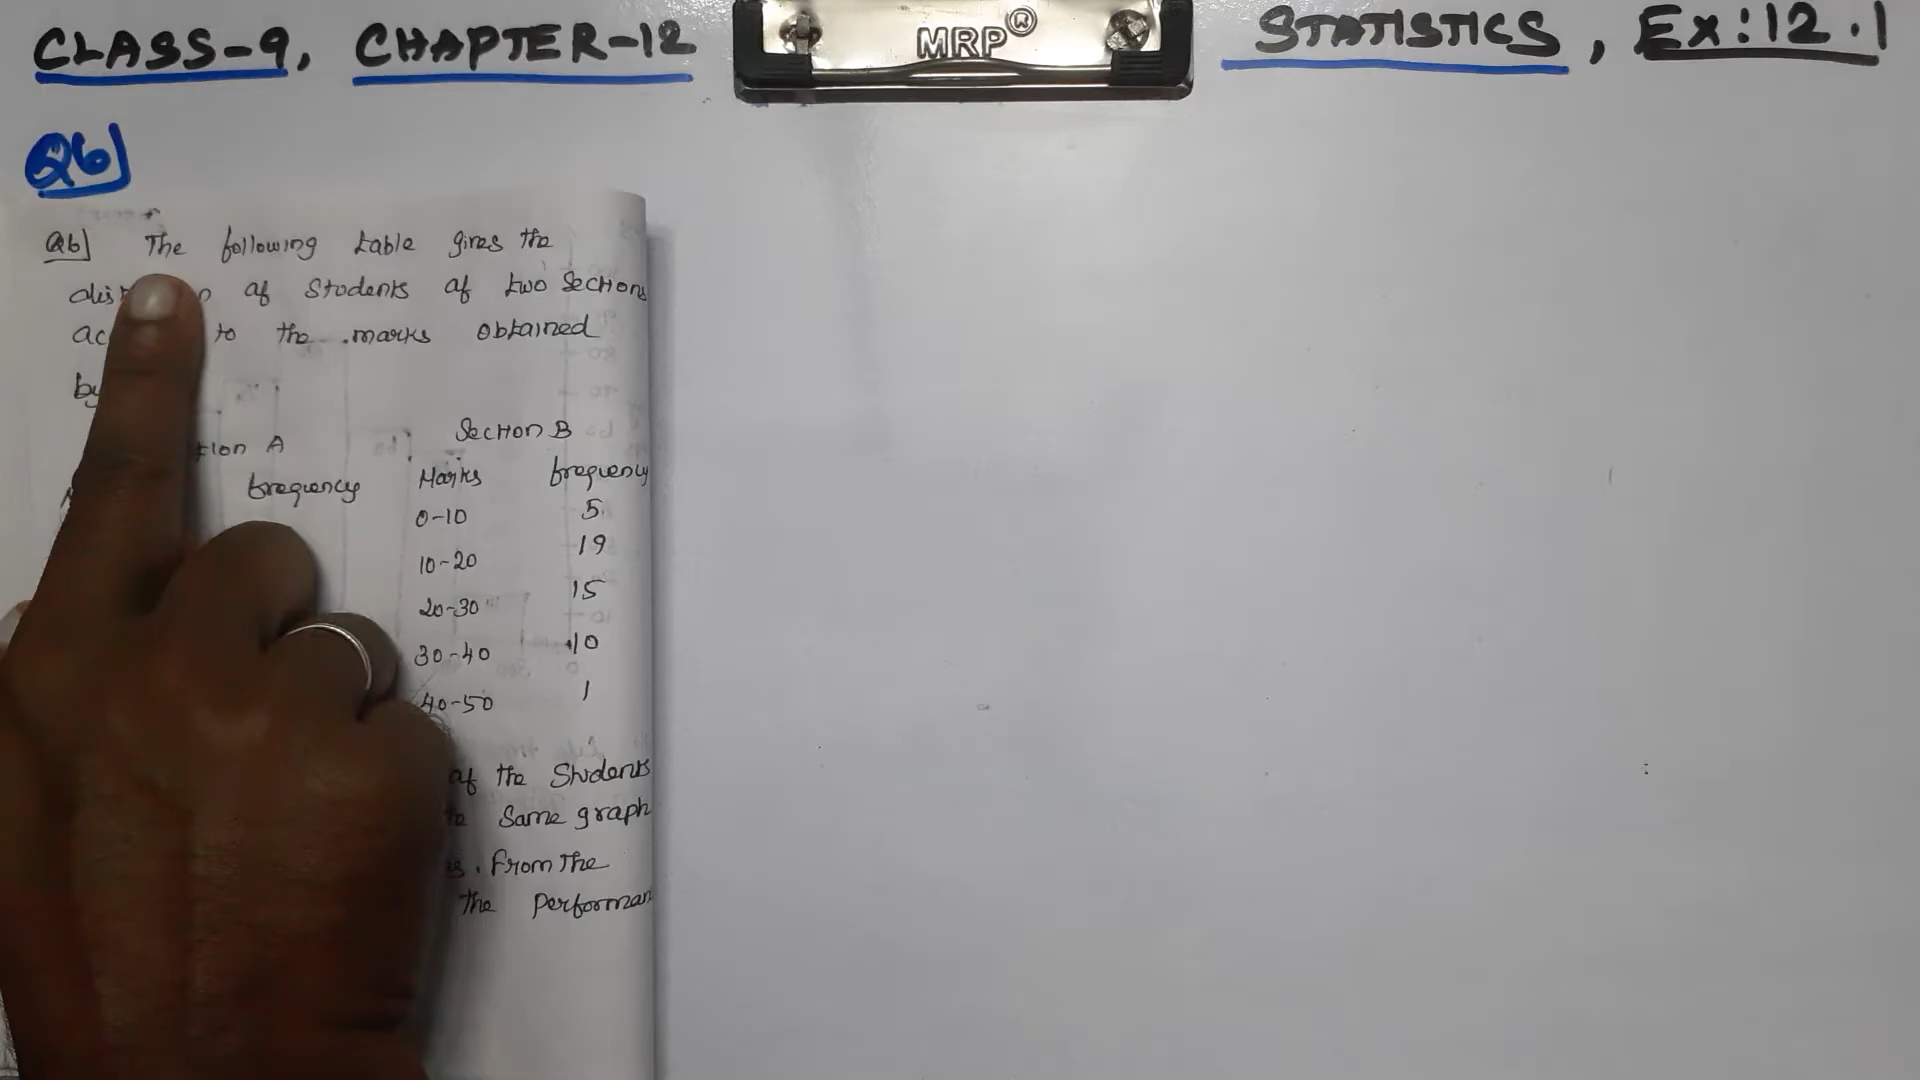 CLASS-9, CHAPTER-12
MRP®
STATISTICS, Ex:12.1
Q6]
Q6] The following table gives the
of students of two sections
to the marks obtained
by
A
Section B
frequency
Marks frequency
0-10 5
10-20 19
20-30 15
30-40 10
40-50 1
of the Students
Same graph
From The
the Performan